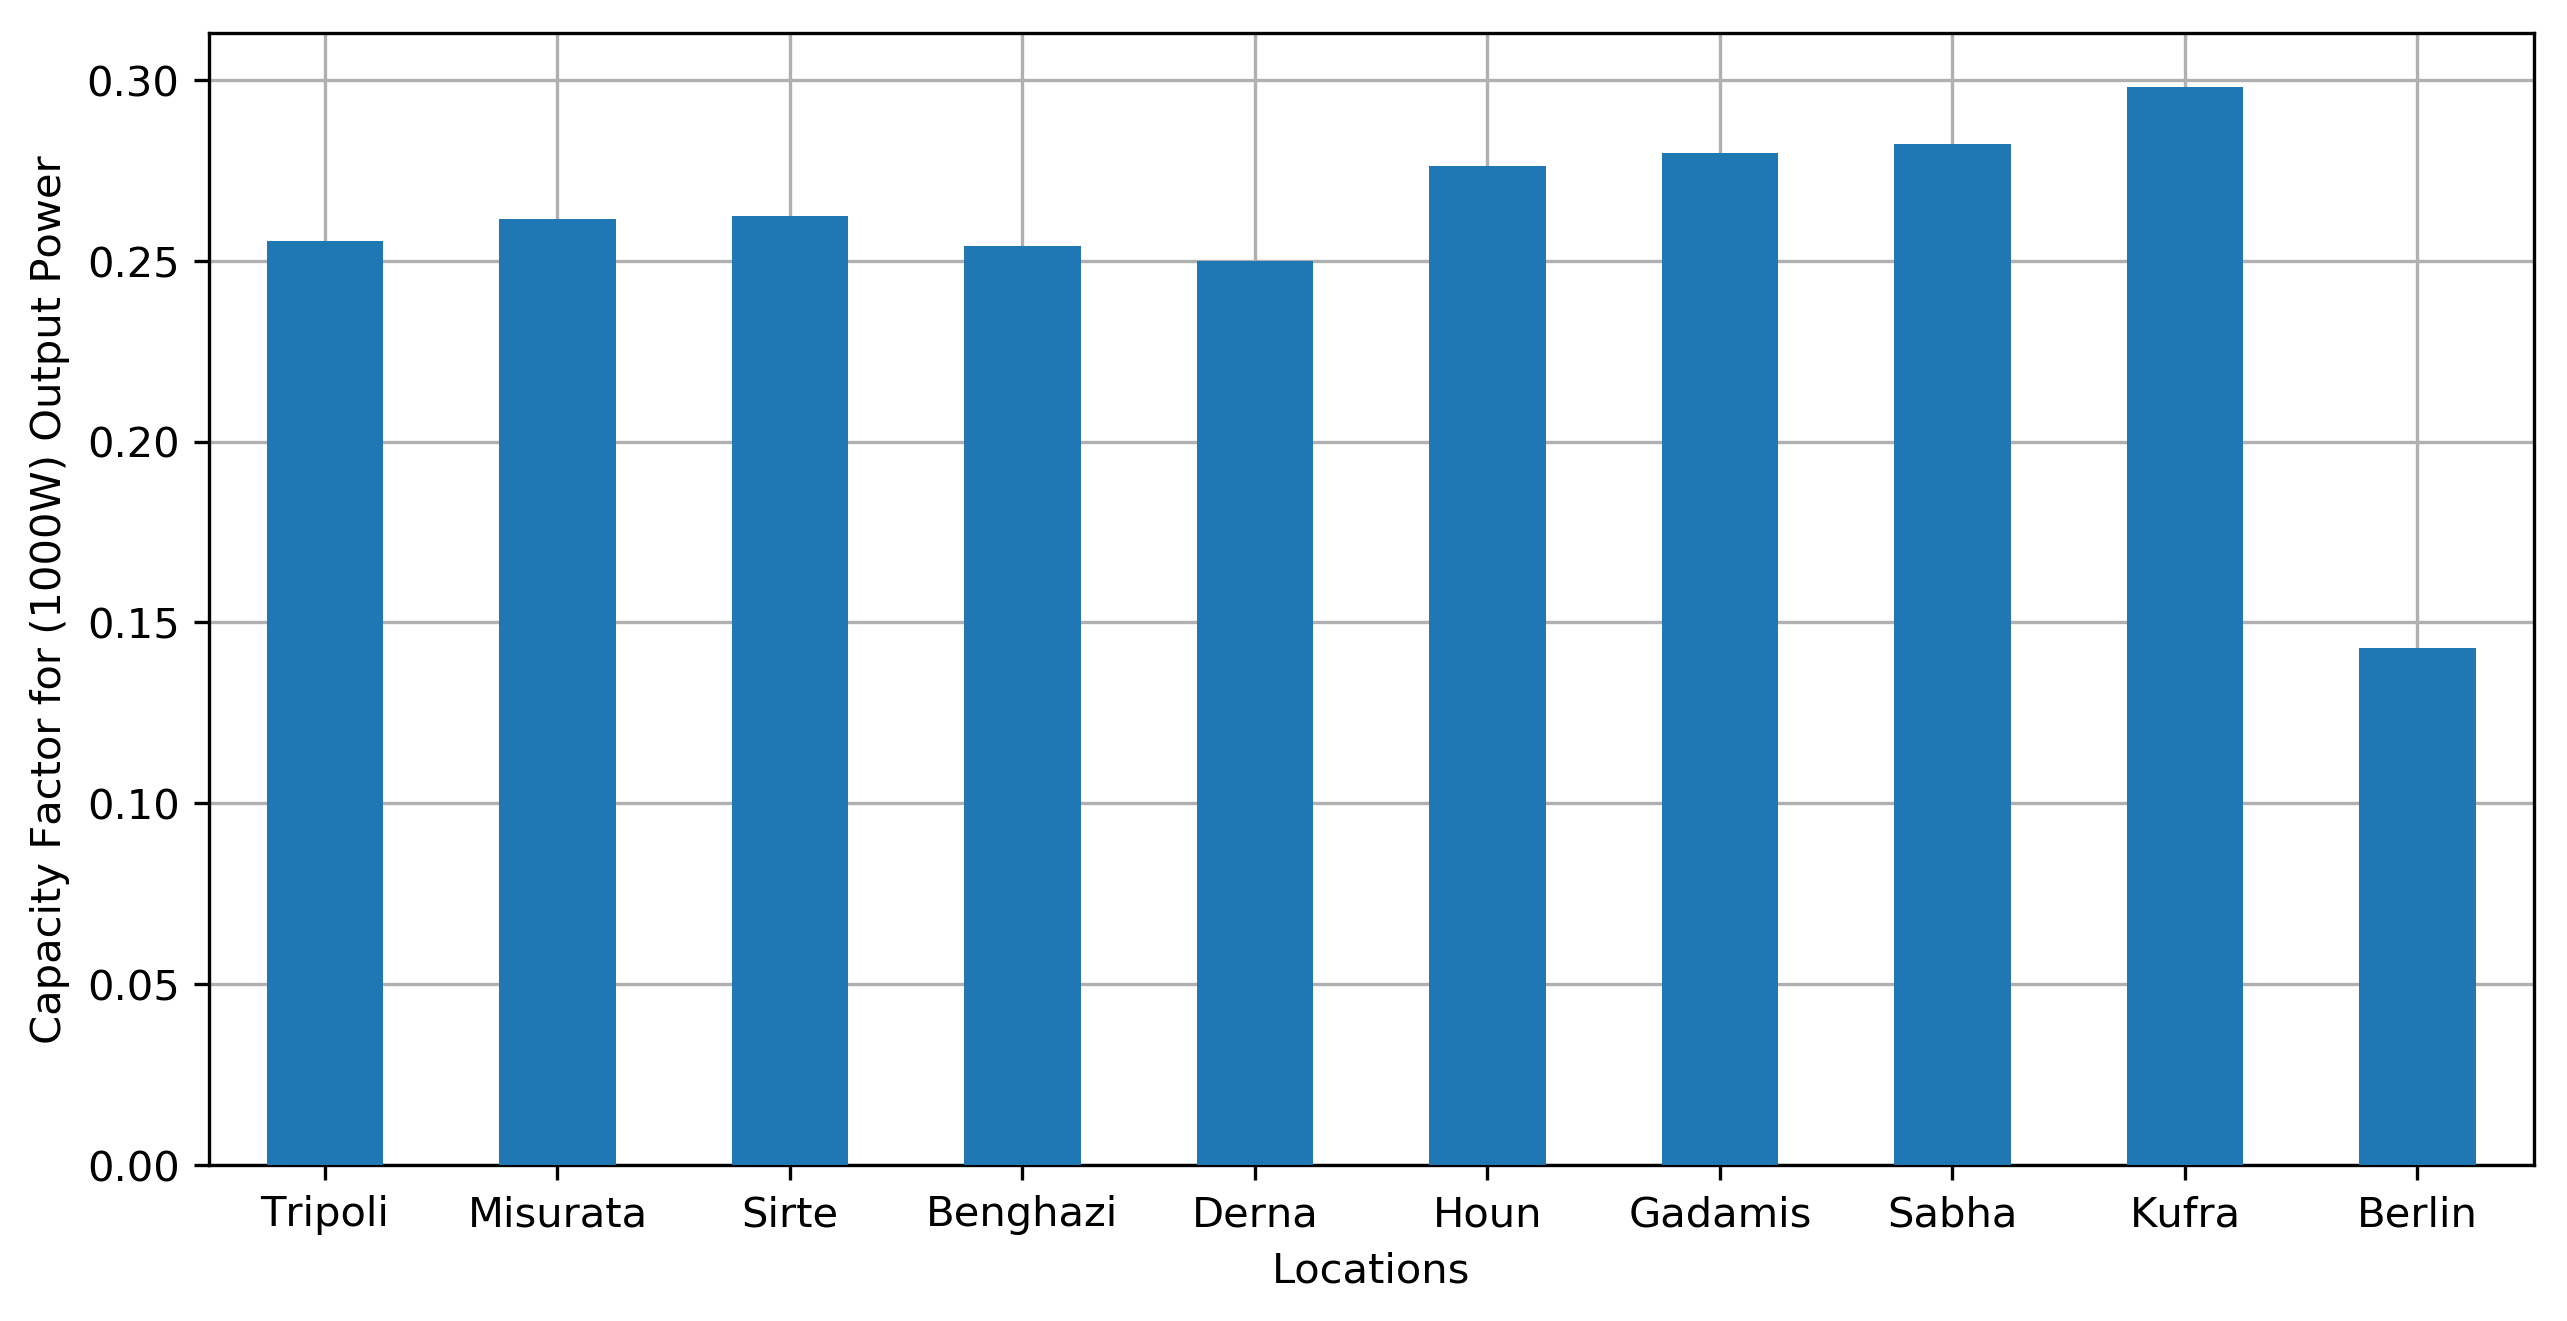 Capacity Factor for (1000W) Output Power
0.30
0.25
0.20
0.15
0.10
0.05
0.00
Tripoli Misurata Sirte Benghazi Derna Houn Gadamis Sabha Kufra Berlin
Locations